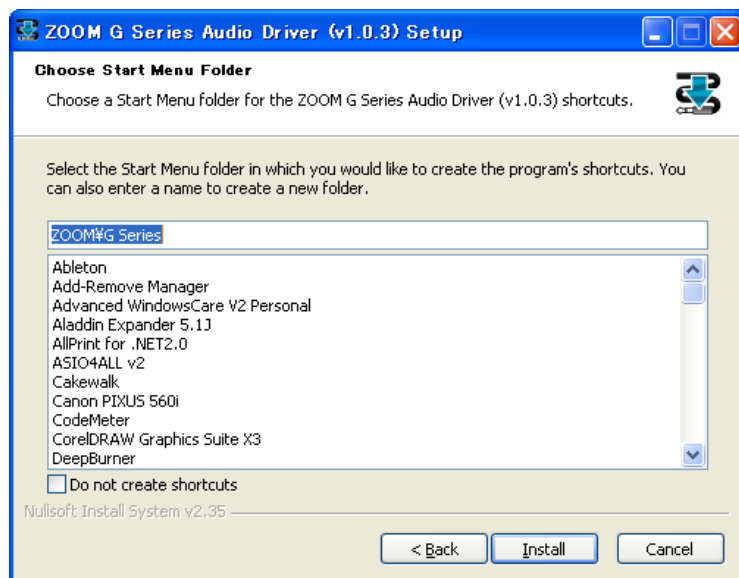 ZOOM G Series Audio Driver (v1.0.3) Setup
Choose Start Menu Folder
Choose a Start Menu folder for the ZOOM G Series Audio Driver (v1.0.3) shortcuts.
Select the Start Menu folder in which you would like to create the program's shortcuts. You
can also enter a name to create a new folder.
ZOOM¥G Series
Ableton
Add-Remove Manager
Advanced WindowsCare V2 Personal
Aladdin Expander 5.1J
AllPrint for .NET2.0
ASIO4ALL v2
Cakewalk
Canon PIXUS 560i
CodeMeter
CorelDRAW Graphics Suite X3
DeepBurner
Do not create shortcuts
Nullsoft Install System v2.35
< Back Install Cancel